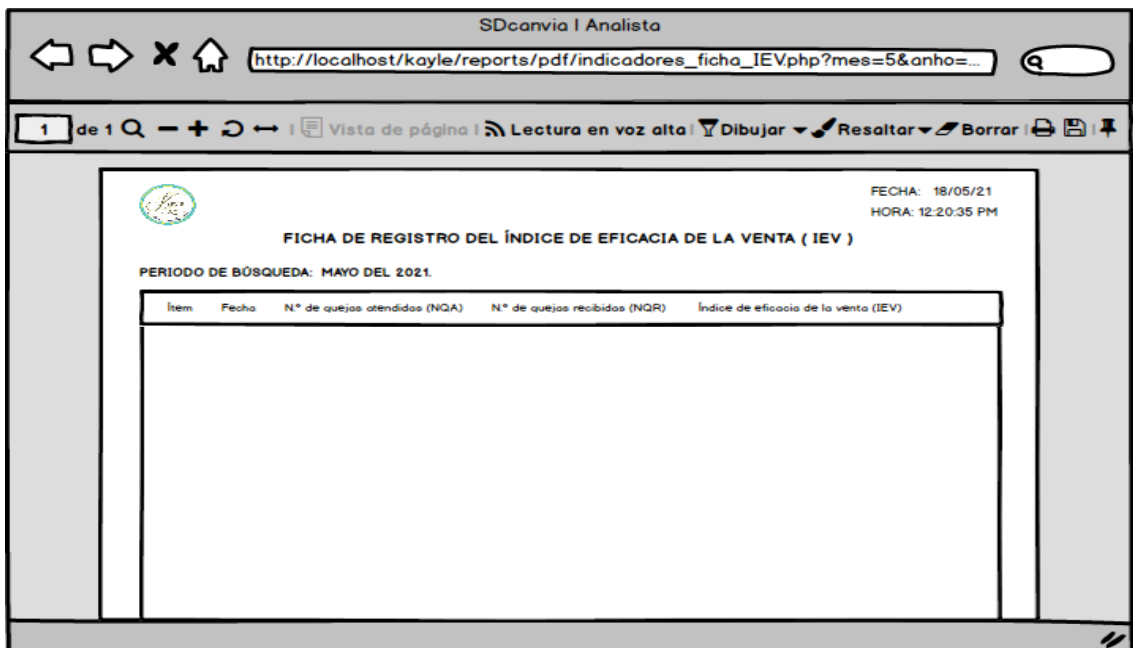 SDcanvia | Analista
http://localhost/kayle/reports/pdf/indicadores_ficha_IEV.php?mes=5&anho=...
1 de 1 | Vista de página | Lectura en voz alta | Dibujar Resaltar Borrar | |
FECHA: 18/05/21
HORA: 12:20:35 PM
FICHA DE REGISTRO DEL ÍNDICE DE EFICACIA DE LA VENTA ( IEV )
PERIODO DE BÚSQUEDA: MAYO DEL 2021.
Ítem Fecha N.° de quejas atendidas (NQA) N.° de quejas recibidas (NQR) Índice de eficacia de la venta (IEV)